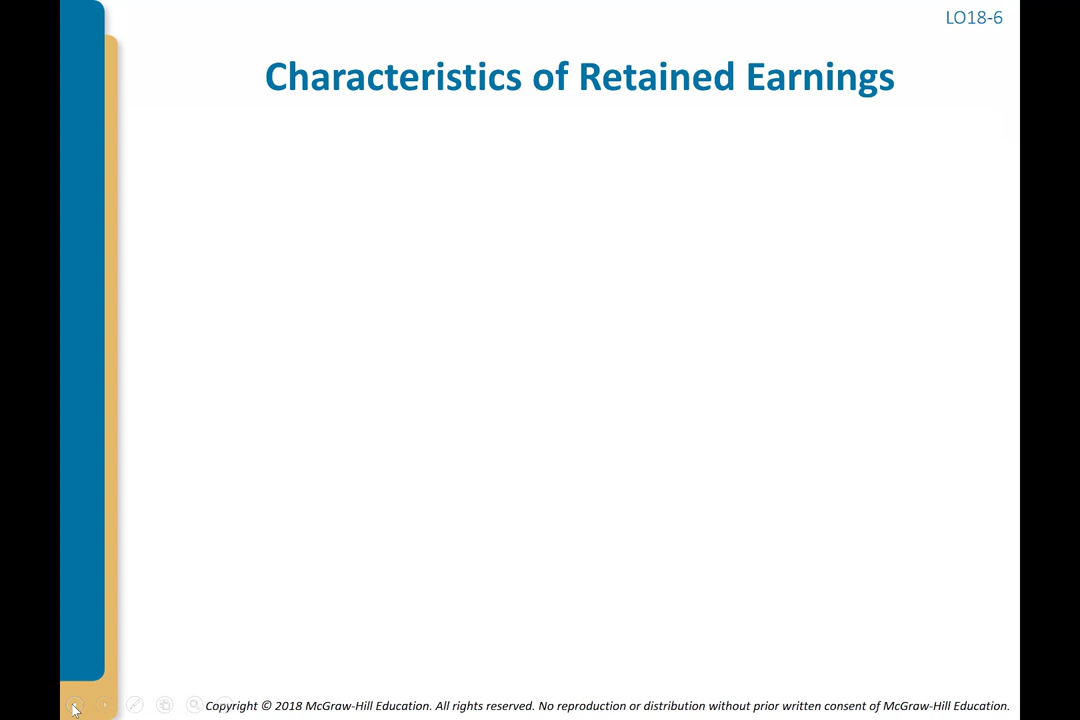 LO18-6
Characteristics of Retained Earnings
Copyright © 2018 McGraw-Hill Education. All rights reserved. No reproduction or distribution without prior written consent of McGraw-Hill Education.